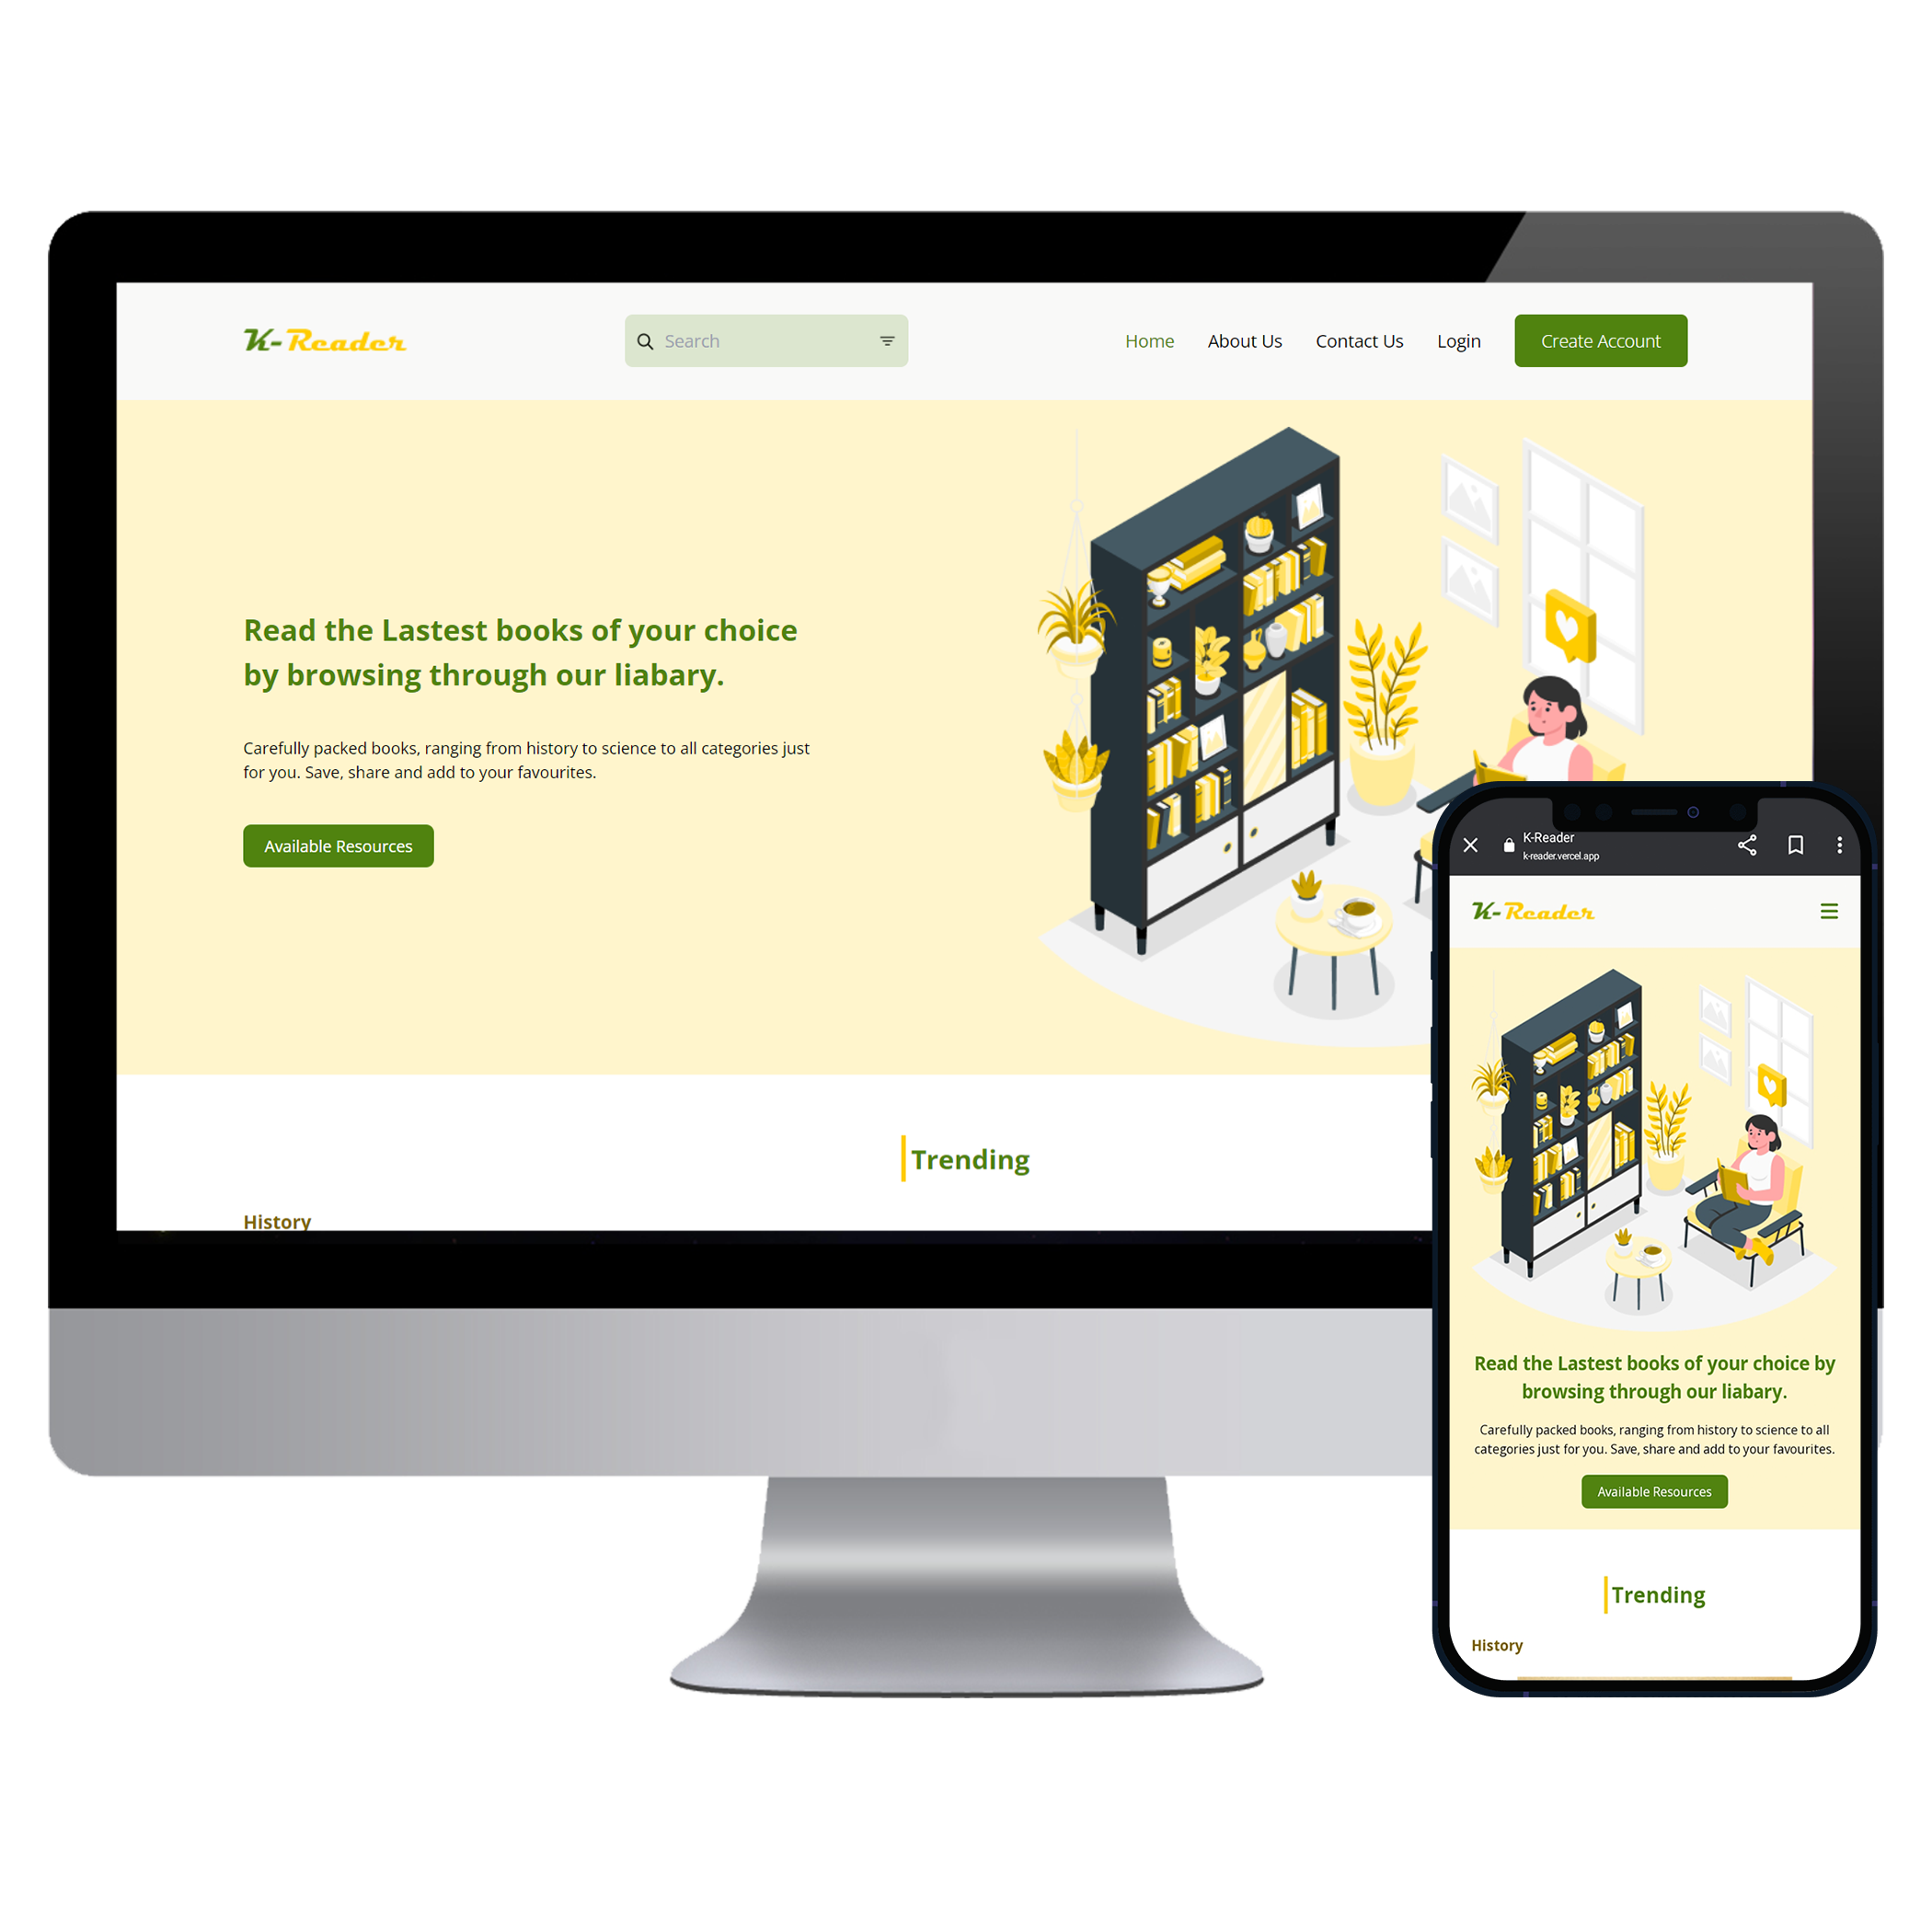 K-Reader
Search
Home About Us Contact Us Login Create Account
Read the Lastest books of your choice
by browsing through our liabary.
Carefully packed books, ranging from history to science to all categories just
for you. Save, share and add to your favourites.
Available Resources
Trending
History
K-Reader
k-reader.vercel.app
K-Reader
Read the Lastest books of your choice by
browsing through our liabary.
Carefully packed books, ranging from history to science to all
categories just for you. Save, share and add to your favourites.
Available Resources
Trending
History